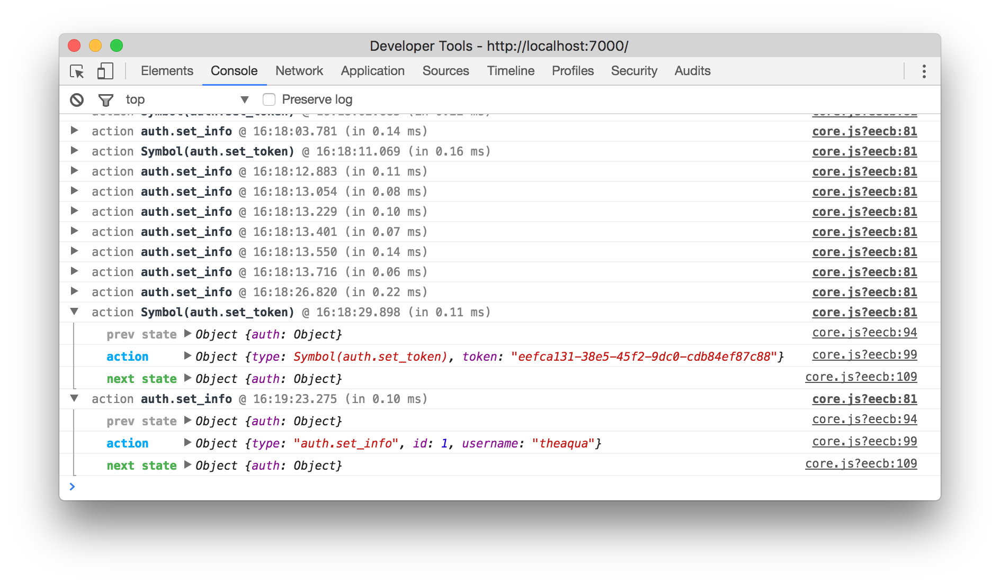 Developer Tools - http://localhost:7000/
Elements Console Network Application Sources Timeline Profiles Security Audits
top ▼ Preserve log
▶ action auth.set_info @ 16:18:03.781 (in 0.14 ms) core.js?eecb:81
▶ action Symbol(auth.set_token) @ 16:18:11.069 (in 0.16 ms) core.js?eecb:81
▶ action auth.set_info @ 16:18:12.883 (in 0.11 ms) core.js?eecb:81
▶ action auth.set_info @ 16:18:13.054 (in 0.08 ms) core.js?eecb:81
▶ action auth.set_info @ 16:18:13.229 (in 0.10 ms) core.js?eecb:81
▶ action auth.set_info @ 16:18:13.401 (in 0.07 ms) core.js?eecb:81
▶ action auth.set_info @ 16:18:13.550 (in 0.14 ms) core.js?eecb:81
▶ action auth.set_info @ 16:18:13.716 (in 0.06 ms) core.js?eecb:81
▶ action auth.set_info @ 16:18:26.820 (in 0.22 ms) core.js?eecb:81
▼ action Symbol(auth.set_token) @ 16:18:29.898 (in 0.11 ms) core.js?eecb:81
prev state ▶ Object {auth: Object} core.js?eecb:94
action ▶ Object {type: Symbol(auth.set_token), token: "eefca131-38e5-45f2-9dc0-cdb84ef87c88"} core.js?eecb:99
next state ▶ Object {auth: Object} core.js?eecb:109
▼ action auth.set_info @ 16:19:23.275 (in 0.10 ms) core.js?eecb:81
prev state ▶ Object {auth: Object} core.js?eecb:94
action ▶ Object {type: "auth.set_info", id: 1, username: "theaqua"} core.js?eecb:99
next state ▶ Object {auth: Object} core.js?eecb:109
>